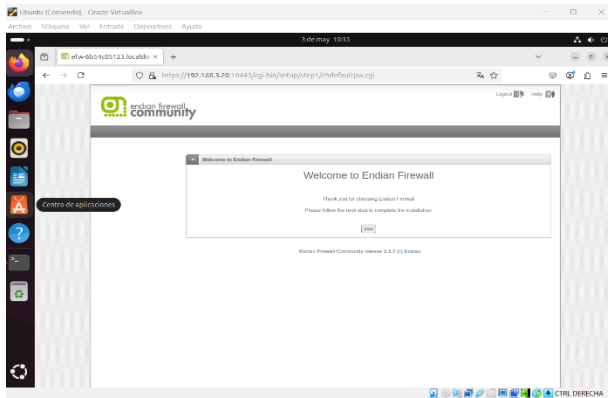 Ubuntu [Corriendo] - Oracle VirtualBox
Archivo Máquina Ver Entrada Dispositivos Ayuda
3 de may 10:35
efw-6b54c05123.localdo
https://192.168.3.20:10443/cgi-bin/setup/step1/chdefaultpw.cgi
endian firewall
community
Logout Help
Welcome to Endian Firewall
Welcome to Endian Firewall
Thank you for choosing Endian Firewall
Please follow the next step to complete the installation.
Centro de aplicaciones
Endian Firewall Community release 3.3.2 (c) Endian
CTRL DERECHA